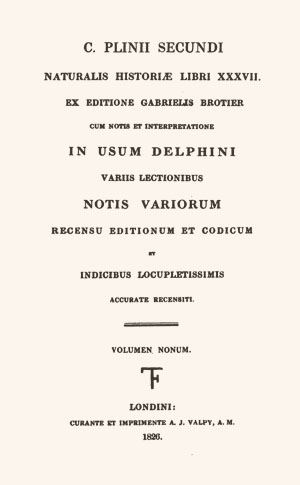 C. PLINII SECUNDI
NATURALIS HISTORIÆ LIBRI XXXVII.
EX EDITIONE GABRIELIS BROTIER
CUM NOTIS ET INTERPRETATIONE
IN USUM DELPHINI
VARIIS LECTIONIBUS
NOTIS VARIORUM
RECENSU EDITIONUM ET CODICUM
ET
INDICIBUS LOCUPLETISSIMIS
ACCURATE RECENSITI.
VOLUMEN NONUM.
LONDINI:
CURANTE ET IMPRIMENTE A. J. VALPY, A. M.
1826.